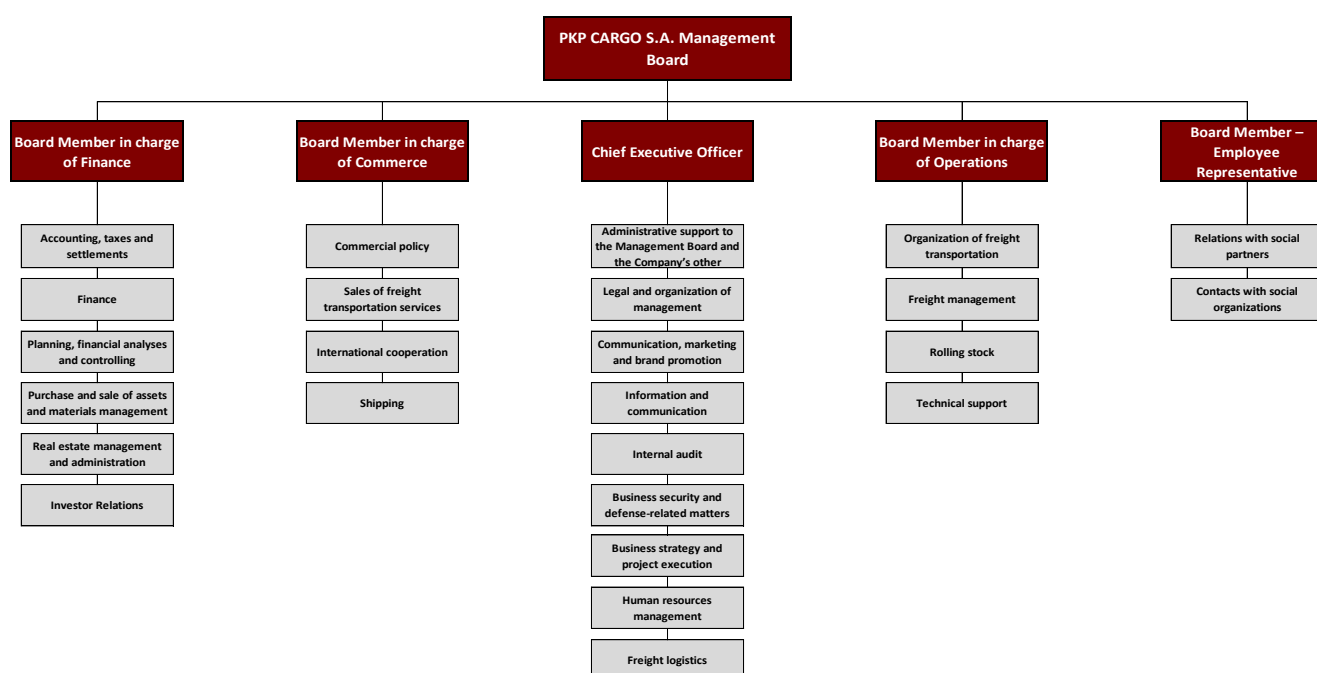 PKP CARGO S.A. Management
Board
Board Member in charge
of Finance
Accounting, taxes and
settlements
Finance
Planning, financial analyses
and controlling
Purchase and sale of assets
and materials management
Real estate management
and administration
Investor Relations
Board Member in charge
of Commerce
Commercial policy
Sales of freight
transportation services
International cooperation
Shipping
Chief Executive Officer
Administrative support to
the Management Board and
the Company's other
Legal and organization of
management
Communication, marketing
and brand promotion
Information and
communication
Internal audit
Business security and
defense-related matters
Business strategy and
project execution
Human resources
management
Freight logistics
Board Member in charge
of Operations
Organization of freight
transportation
Freight management
Rolling stock
Technical support
Board Member –
Employee
Representative
Relations with social
partners
Contacts with social
organizations